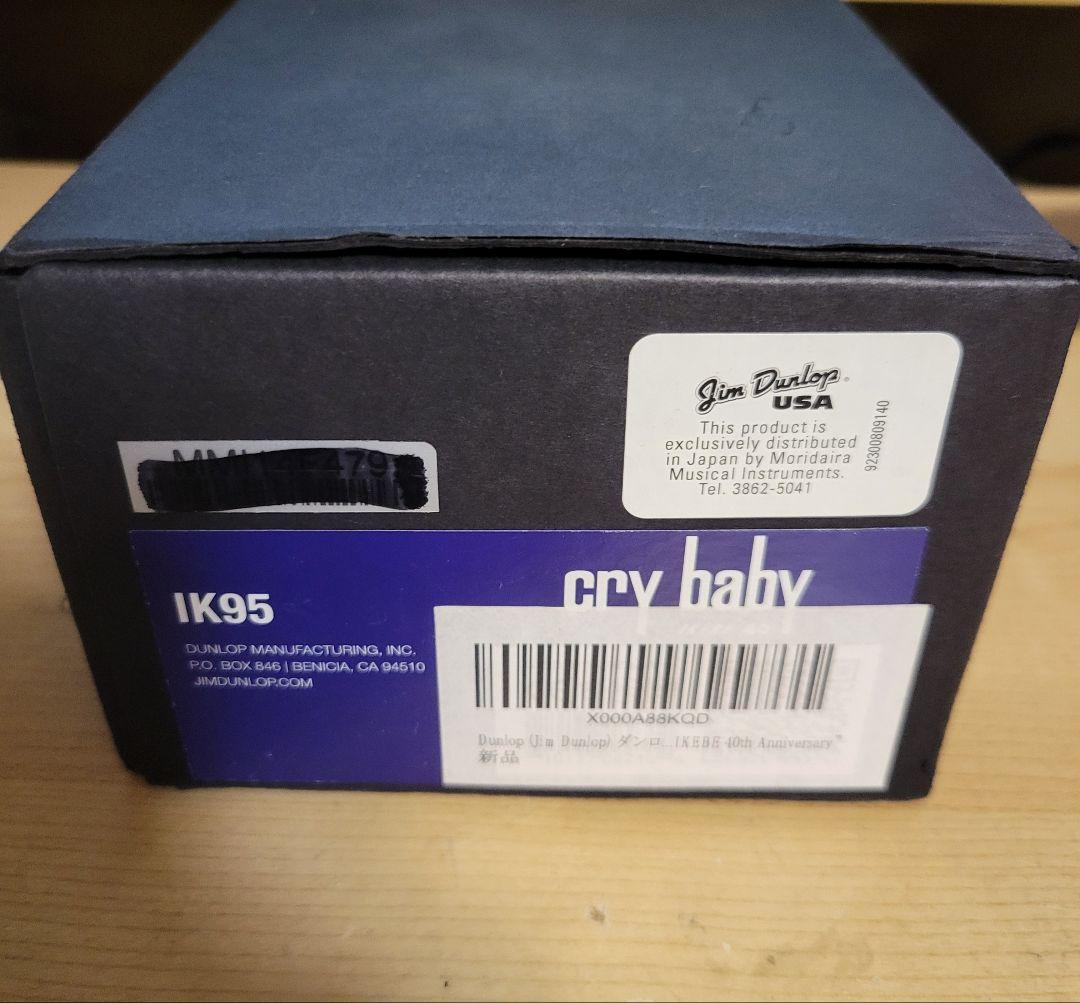 Jim Dunlop
USA
This product is
exclusively distributed
in Japan by Moridaira
Musical Instruments.
Tel. 3862-5041
92300809140
cry baby
IK95
DUNLOP MANUFACTURING, INC.
P.O. BOX 846 | BENICIA, CA 94510
JIMDUNLOP.COM
X000A88KQD
Dunlop (Jim Dunlop) ダンロ...IKEBE 40th Anniversary"
新品